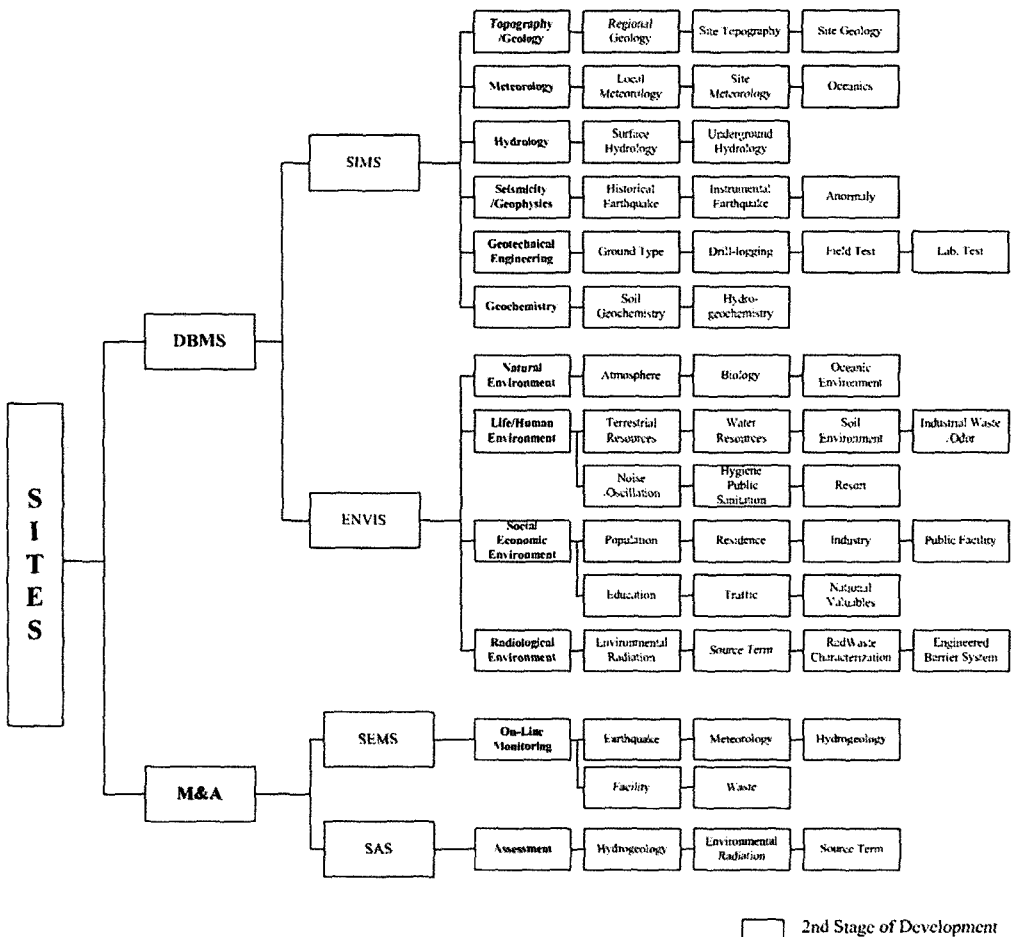 Topography
/Geology
Regional
Geology
Site Topography
Site Geology
Meteorology
Local
Meteorology
Site
Meteorology
Oceanics
SIMS
Hydrology
Surface
Hydrology
Underground
Hydrology
Seismicity
/Geophysics
Historical
Earthquake
Instrumental
Earthquake
Anormaly
Geotechnical
Engineering
Ground Type
Drill-logging
Field Test
Lab. Test
Geochemistry
Soil
Geochemistry
Hydro-
geochemistry
DBMS
Natural
Environment
Atmosphere
Biology
Oceanic
Environment
Life/Human
Environment
Terrestrial
Resources
Water
Resources
Soil
Environment
Industrial Waste
/Odor
Noise
/Oscillation
Hygiene
Public
Sanitation
Resort
ENVIS
Social
Economic
Environment
Population
Residence
Industry
Public Facility
Education
Traffic
National
Valuables
Radiological
Environment
Environmental
Radiation
Source Term
RadWaste
Characterization
Engineered
Barrier System
S
I
T
E
S
M&A
SEMS
On-Line
Monitoring
Earthquake
Meteorology
Hydrogeology
Facility
Waste
SAS
Assessment
Hydrogeology
Environmental
Radiation
Source Term
2nd Stage of Development